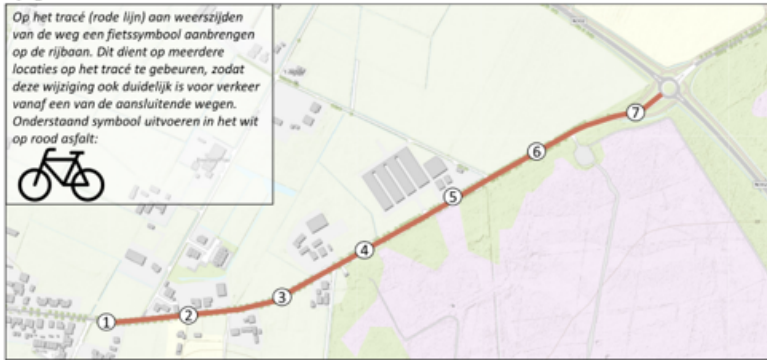 Op het tracé (rode lijn) aan weerszijden
van de weg een fietssymbool aanbrengen
op de rijbaan. Dit dient op meerdere
locaties op het tracé te gebeuren, zodat
deze wijziging ook duidelijk is voor verkeer
vanaf een van de aansluitende wegen.
Onderstaand symbool uitvoeren in het wit
op rood asfalt:
7
6
5
4
3
2
1